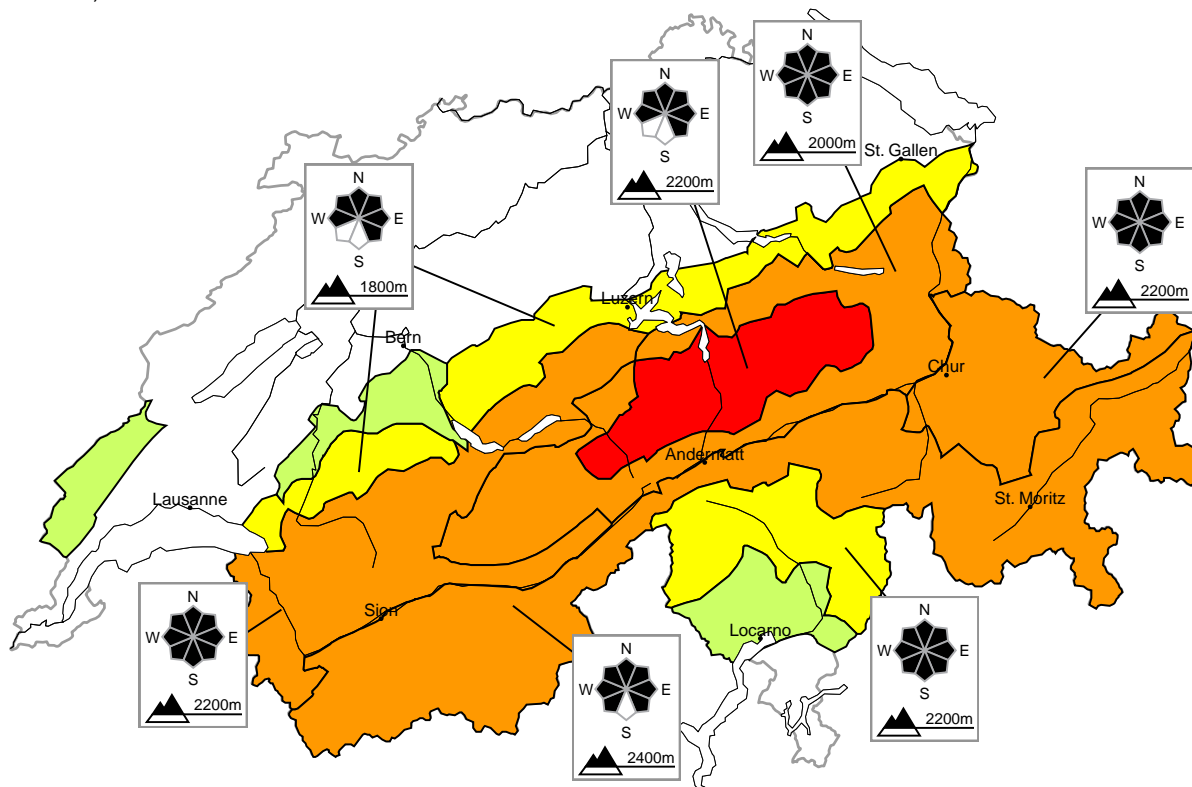 N
W E
S
2000m
N
W E
S
2200m
St. Gallen
N
W E
S
1800m
N
W E
S
2200m
Luzern
Bern
Chur
Andermatt
Lausanne
St. Moritz
Sion
Locarno
N
W E
S
2200m
N
W E
S
2400m
N
W E
S
2200m